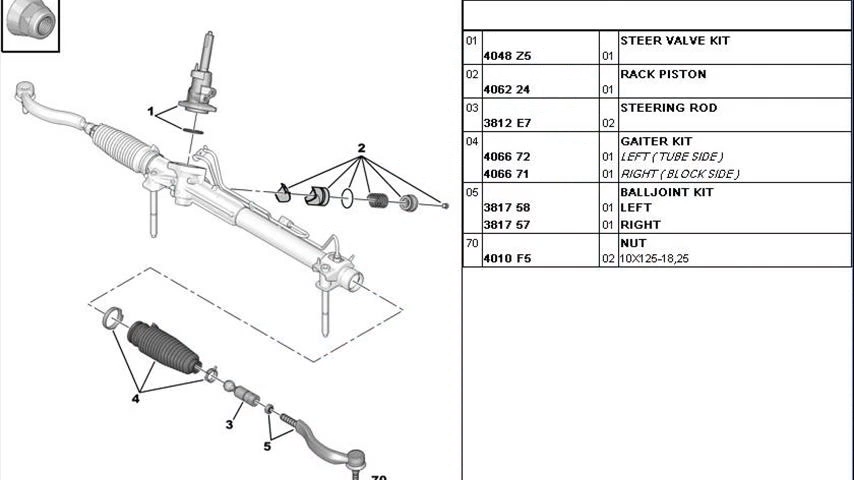 1
2
4
3
5
70
01 STEER VALVE KIT
4048 Z5 01
02 RACK PISTON
4062 24 01
03 STEERING ROD
3812 E7 02
04 GAITER KIT
4066 72 01 LEFT ( TUBE SIDE )
4066 71 01 RIGHT ( BLOCK SIDE )
05 BALLJOINT KIT
3817 58 01 LEFT
3817 57 01 RIGHT
70 NUT
4010 F5 02 10X125-18,25